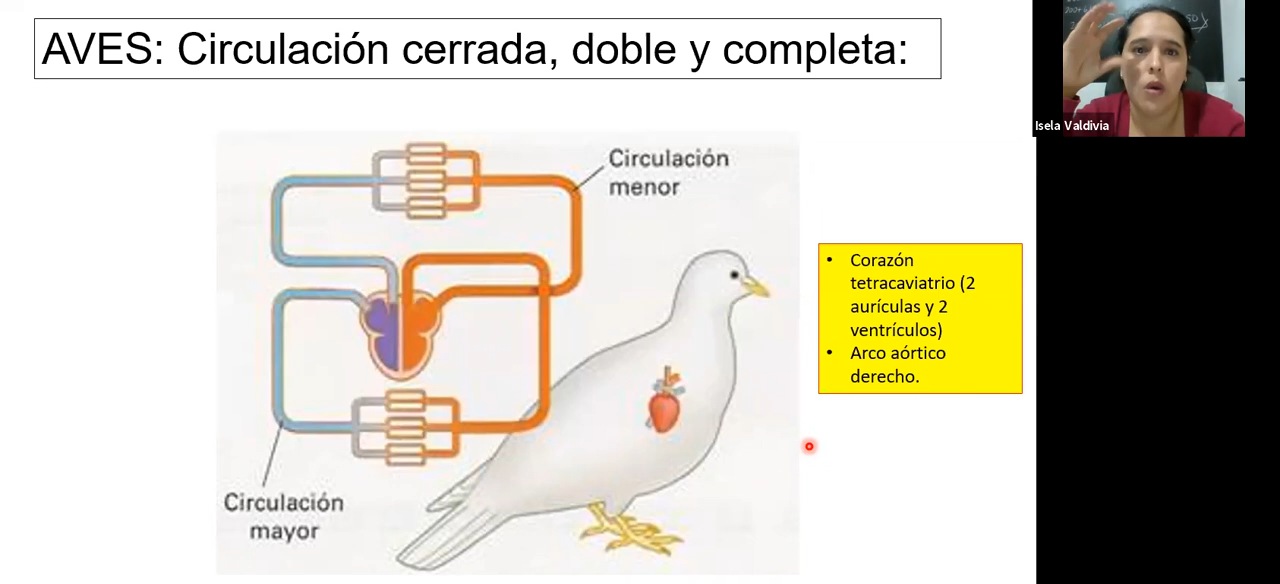 AVES: Circulación cerrada, doble y completa:
Isela Valdivia
Circulación
menor
• Corazón
tetracaviatrio (2
aurículas y 2
ventrículos)
• Arco aórtico
derecho.
Circulación
mayor